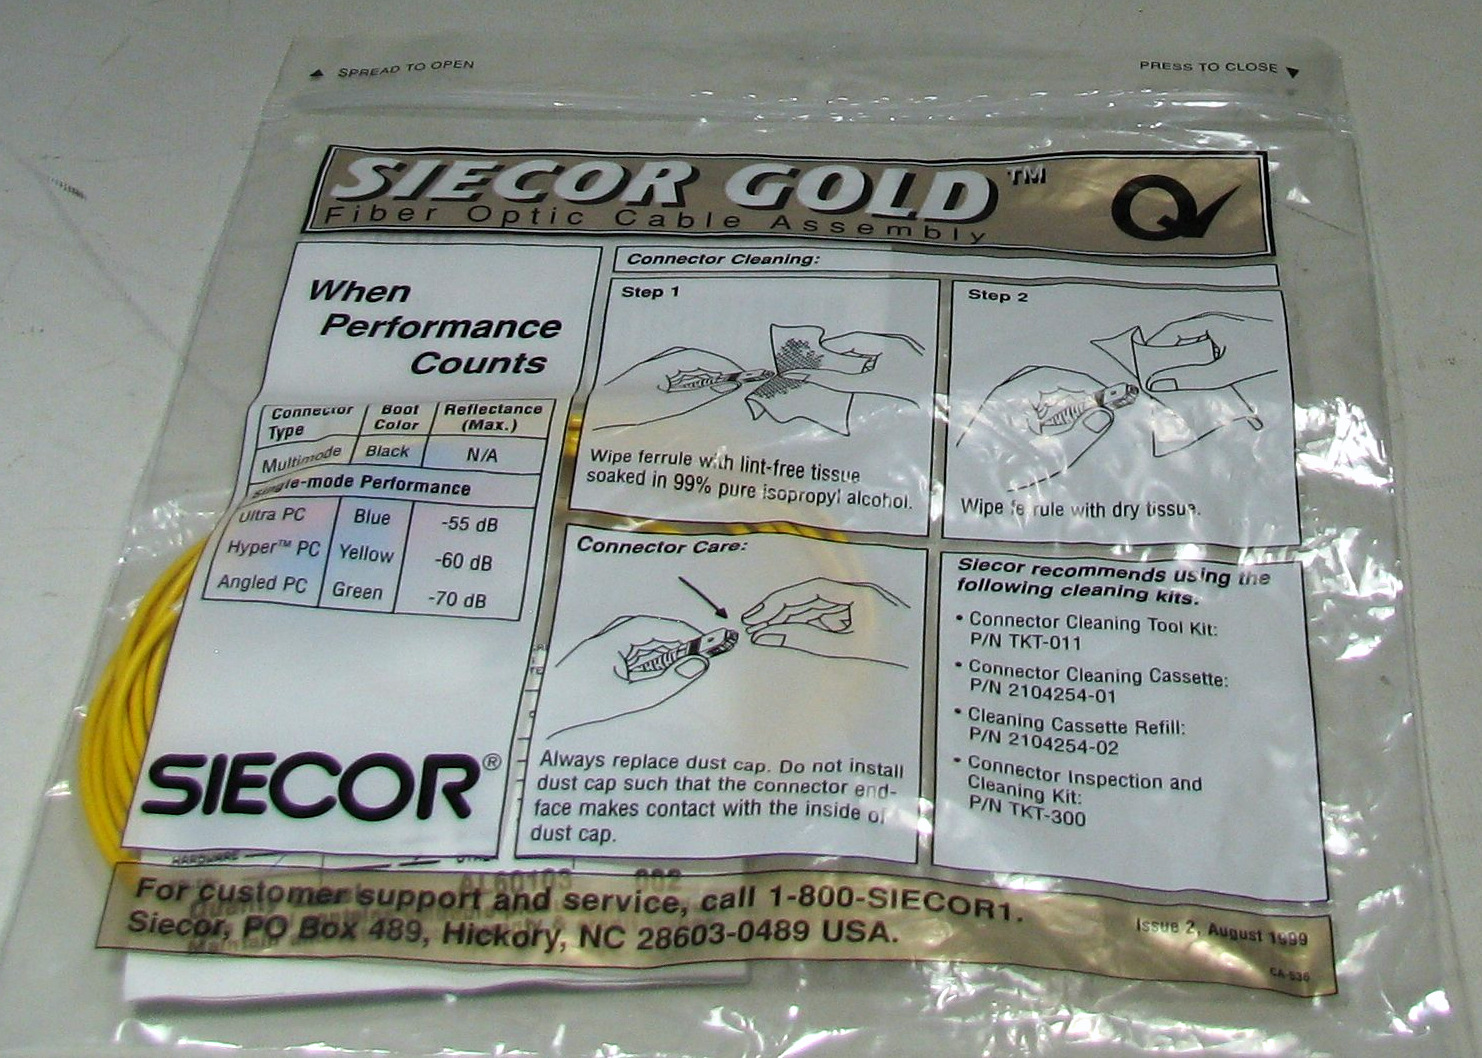 ▲ SPREAD TO OPEN
PRESS TO CLOSE ▼
SIECOR GOLD™
Fiber Optic Cable Assembly
When
Performance
Counts
Connector Type | Boot Color | Reflectance (Max.)
Multimode | Black | N/A
Single-mode Performance
Ultra PC | Blue | -55 dB
Hyper™ PC | Yellow | -60 dB
Angled PC | Green | -70 dB
SIECOR®
Connector Cleaning:
Step 1
Wipe ferrule with lint-free tissue
soaked in 99% pure isopropyl alcohol.
Step 2
Wipe ferrule with dry tissue.
Connector Care:
Always replace dust cap. Do not install
dust cap such that the connector end-
face makes contact with the inside of
dust cap.
Siecor recommends using the
following cleaning kits:
• Connector Cleaning Tool Kit:
P/N TKT-011
• Connector Cleaning Cassette:
P/N 2104254-01
• Cleaning Cassette Refill:
P/N 2104254-02
• Connector Inspection and
Cleaning Kit:
P/N TKT-300
HARDWARE
AL60103 002
For customer support and service, call 1-800-SIECOR1.
Siecor, PO Box 489, Hickory, NC 28603-0489 USA.
Issue 2, August 1999
CA-536